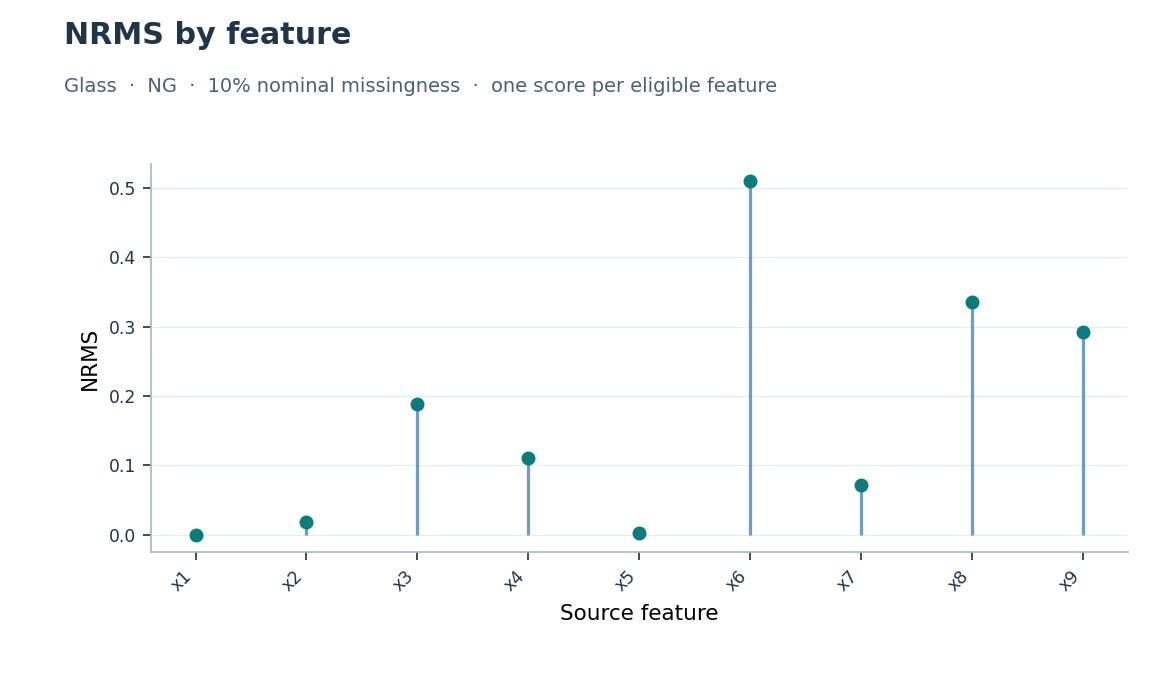 NRMS by feature
Glass · NG · 10% nominal missingness · one score per eligible feature
NRMS
0.5
0.4
0.3
0.2
0.1
0.0
x1 x2 x3 x4 x5 x6 x7 x8 x9
Source feature